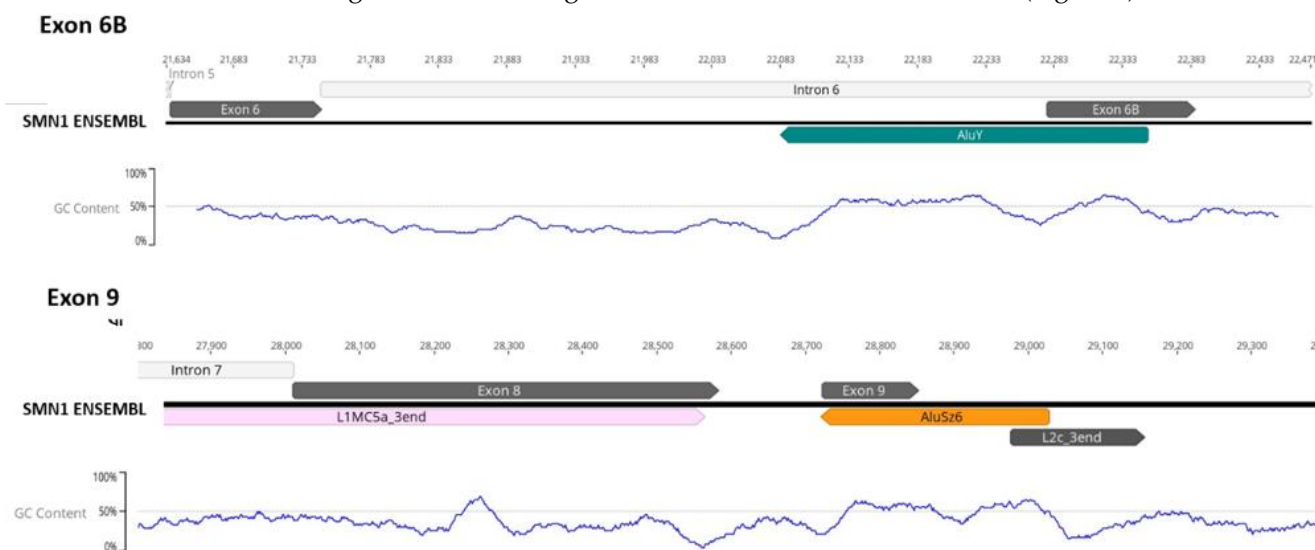 Exon 6B
21,634 21,683 21,733 21,783 21,833 21,883 21,933 21,983 22,033 22,083 22,133 22,183 22,233 22,283 22,333 22,383 22,433 22,471
Intron 5
Intron 6
Exon 6 Exon 6B
SMN1 ENSEMBL
AluY
100%
GC Content 50%
0%
Exon 9
27,900 28,000 28,100 28,200 28,300 28,400 28,500 28,600 28,700 28,800 28,900 29,000 29,100 29,200 29,300
Intron 7
Exon 8 Exon 9
SMN1 ENSEMBL
L1MC5a_3end AluSz6
L2c_3end
100%
GC Content 50%
0%